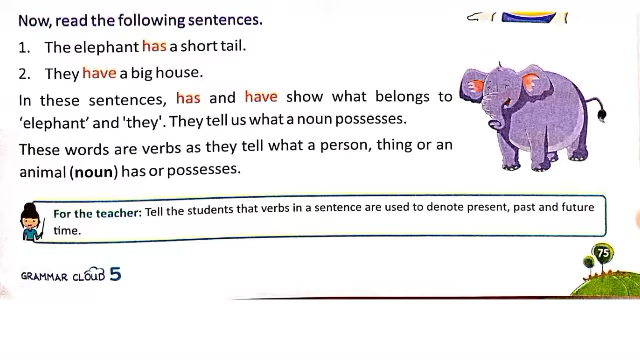 Now, read the following sentences.
1. The elephant has a short tail.
2. They have a big house.
In these sentences, has and have show what belongs to
‘elephant’ and 'they'. They tell us what a noun possesses.
These words are verbs as they tell what a person, thing or an
animal (noun) has or possesses.
For the teacher: Tell the students that verbs in a sentence are used to denote present, past and future
time.
75
GRAMMAR CLOUD 5